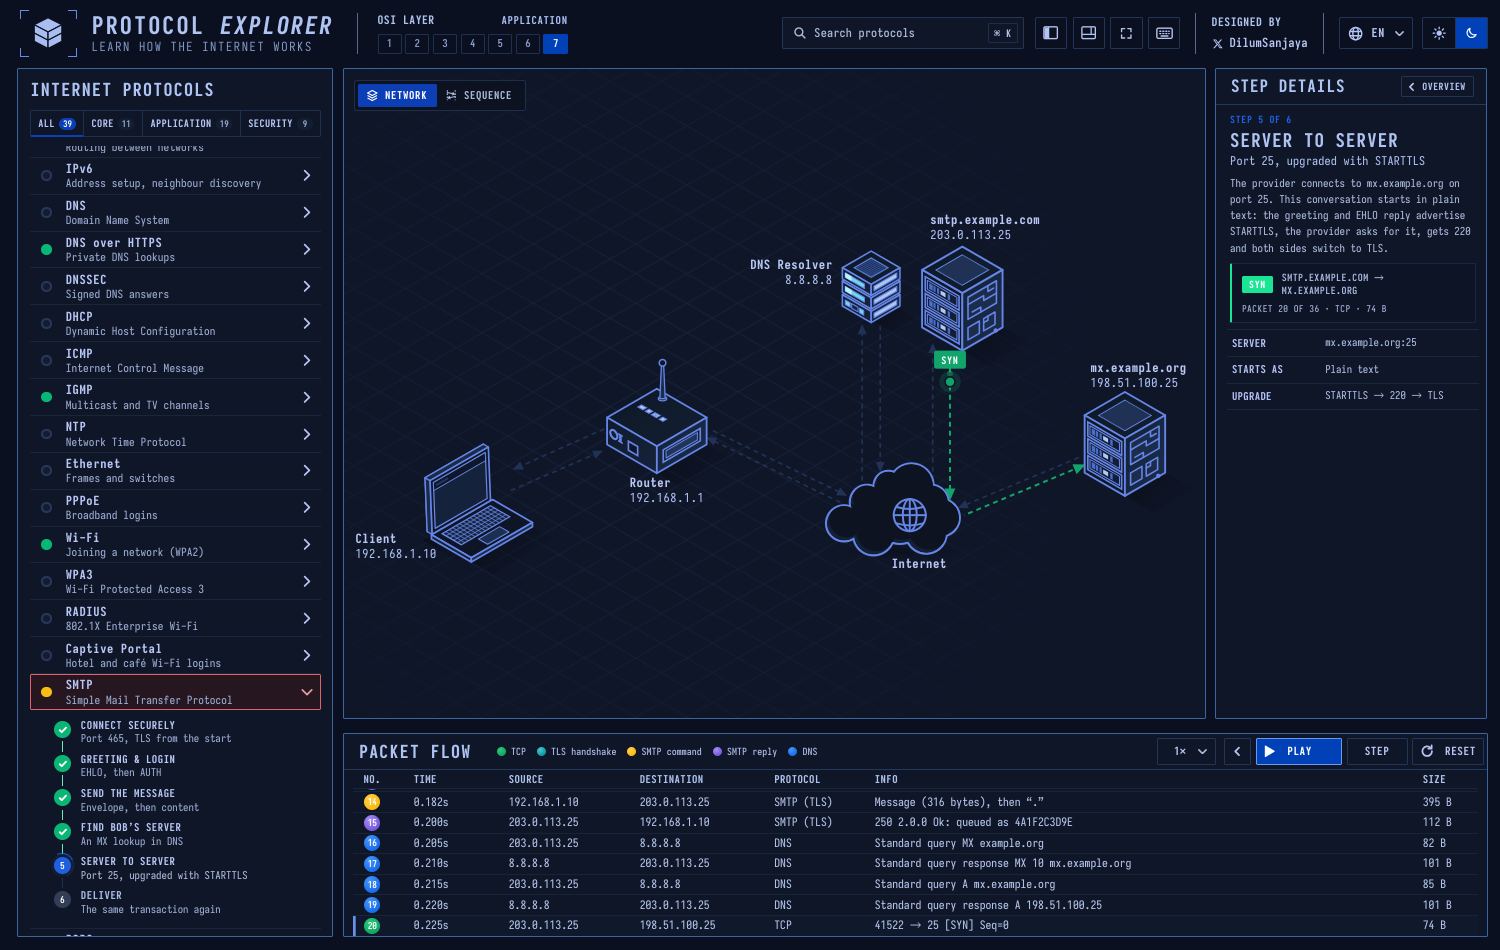 PROTOCOL EXPLORER
LEARN HOW THE INTERNET WORKS
OSI LAYER APPLICATION
1 2 3 4 5 6 7
Search protocols ⌘ K
DESIGNED BY
DilumSanjaya
EN
INTERNET PROTOCOLS
ALL 39 CORE 11 APPLICATION 19 SECURITY 9
Routing between networks
IPv6
Address setup, neighbour discovery
DNS
Domain Name System
DNS over HTTPS
Private DNS lookups
DNSSEC
Signed DNS answers
DHCP
Dynamic Host Configuration
ICMP
Internet Control Message
IGMP
Multicast and TV channels
NTP
Network Time Protocol
Ethernet
Frames and switches
PPPoE
Broadband logins
Wi-Fi
Joining a network (WPA2)
WPA3
Wi-Fi Protected Access 3
RADIUS
802.1X Enterprise Wi-Fi
Captive Portal
Hotel and café Wi-Fi logins
SMTP
Simple Mail Transfer Protocol
CONNECT SECURELY
Port 465, TLS from the start
GREETING & LOGIN
EHLO, then AUTH
SEND THE MESSAGE
Envelope, then content
FIND BOB'S SERVER
An MX lookup in DNS
5 SERVER TO SERVER
Port 25, upgraded with STARTTLS
6 DELIVER
The same transaction again
NETWORK SEQUENCE
smtp.example.com
203.0.113.25
DNS Resolver
8.8.8.8
SYN
mx.example.org
198.51.100.25
Router
192.168.1.1
Client
192.168.1.10
Internet
STEP DETAILS OVERVIEW
STEP 5 OF 6
SERVER TO SERVER
Port 25, upgraded with STARTTLS
The provider connects to mx.example.org on
port 25. This conversation starts in plain
text: the greeting and EHLO reply advertise
STARTTLS, the provider asks for it, gets 220
and both sides switch to TLS.
SYN SMTP.EXAMPLE.COM →
MX.EXAMPLE.ORG
PACKET 20 OF 36 · TCP · 74 B
SERVER mx.example.org:25
STARTS AS Plain text
UPGRADE STARTTLS → 220 → TLS
PACKET FLOW TCP TLS handshake SMTP command SMTP reply DNS 1× PLAY STEP RESET
NO. TIME SOURCE DESTINATION PROTOCOL INFO SIZE
14 0.182s 192.168.1.10 203.0.113.25 SMTP (TLS) Message (316 bytes), then “.” 395 B
15 0.200s 203.0.113.25 192.168.1.10 SMTP (TLS) 250 2.0.0 Ok: queued as 4A1F2C3D9E 112 B
16 0.205s 203.0.113.25 8.8.8.8 DNS Standard query MX example.org 82 B
17 0.210s 8.8.8.8 203.0.113.25 DNS Standard query response MX 10 mx.example.org 101 B
18 0.215s 203.0.113.25 8.8.8.8 DNS Standard query A mx.example.org 85 B
19 0.220s 8.8.8.8 203.0.113.25 DNS Standard query response A 198.51.100.25 101 B
20 0.225s 203.0.113.25 198.51.100.25 TCP 41522 → 25 [SYN] Seq=0 74 B